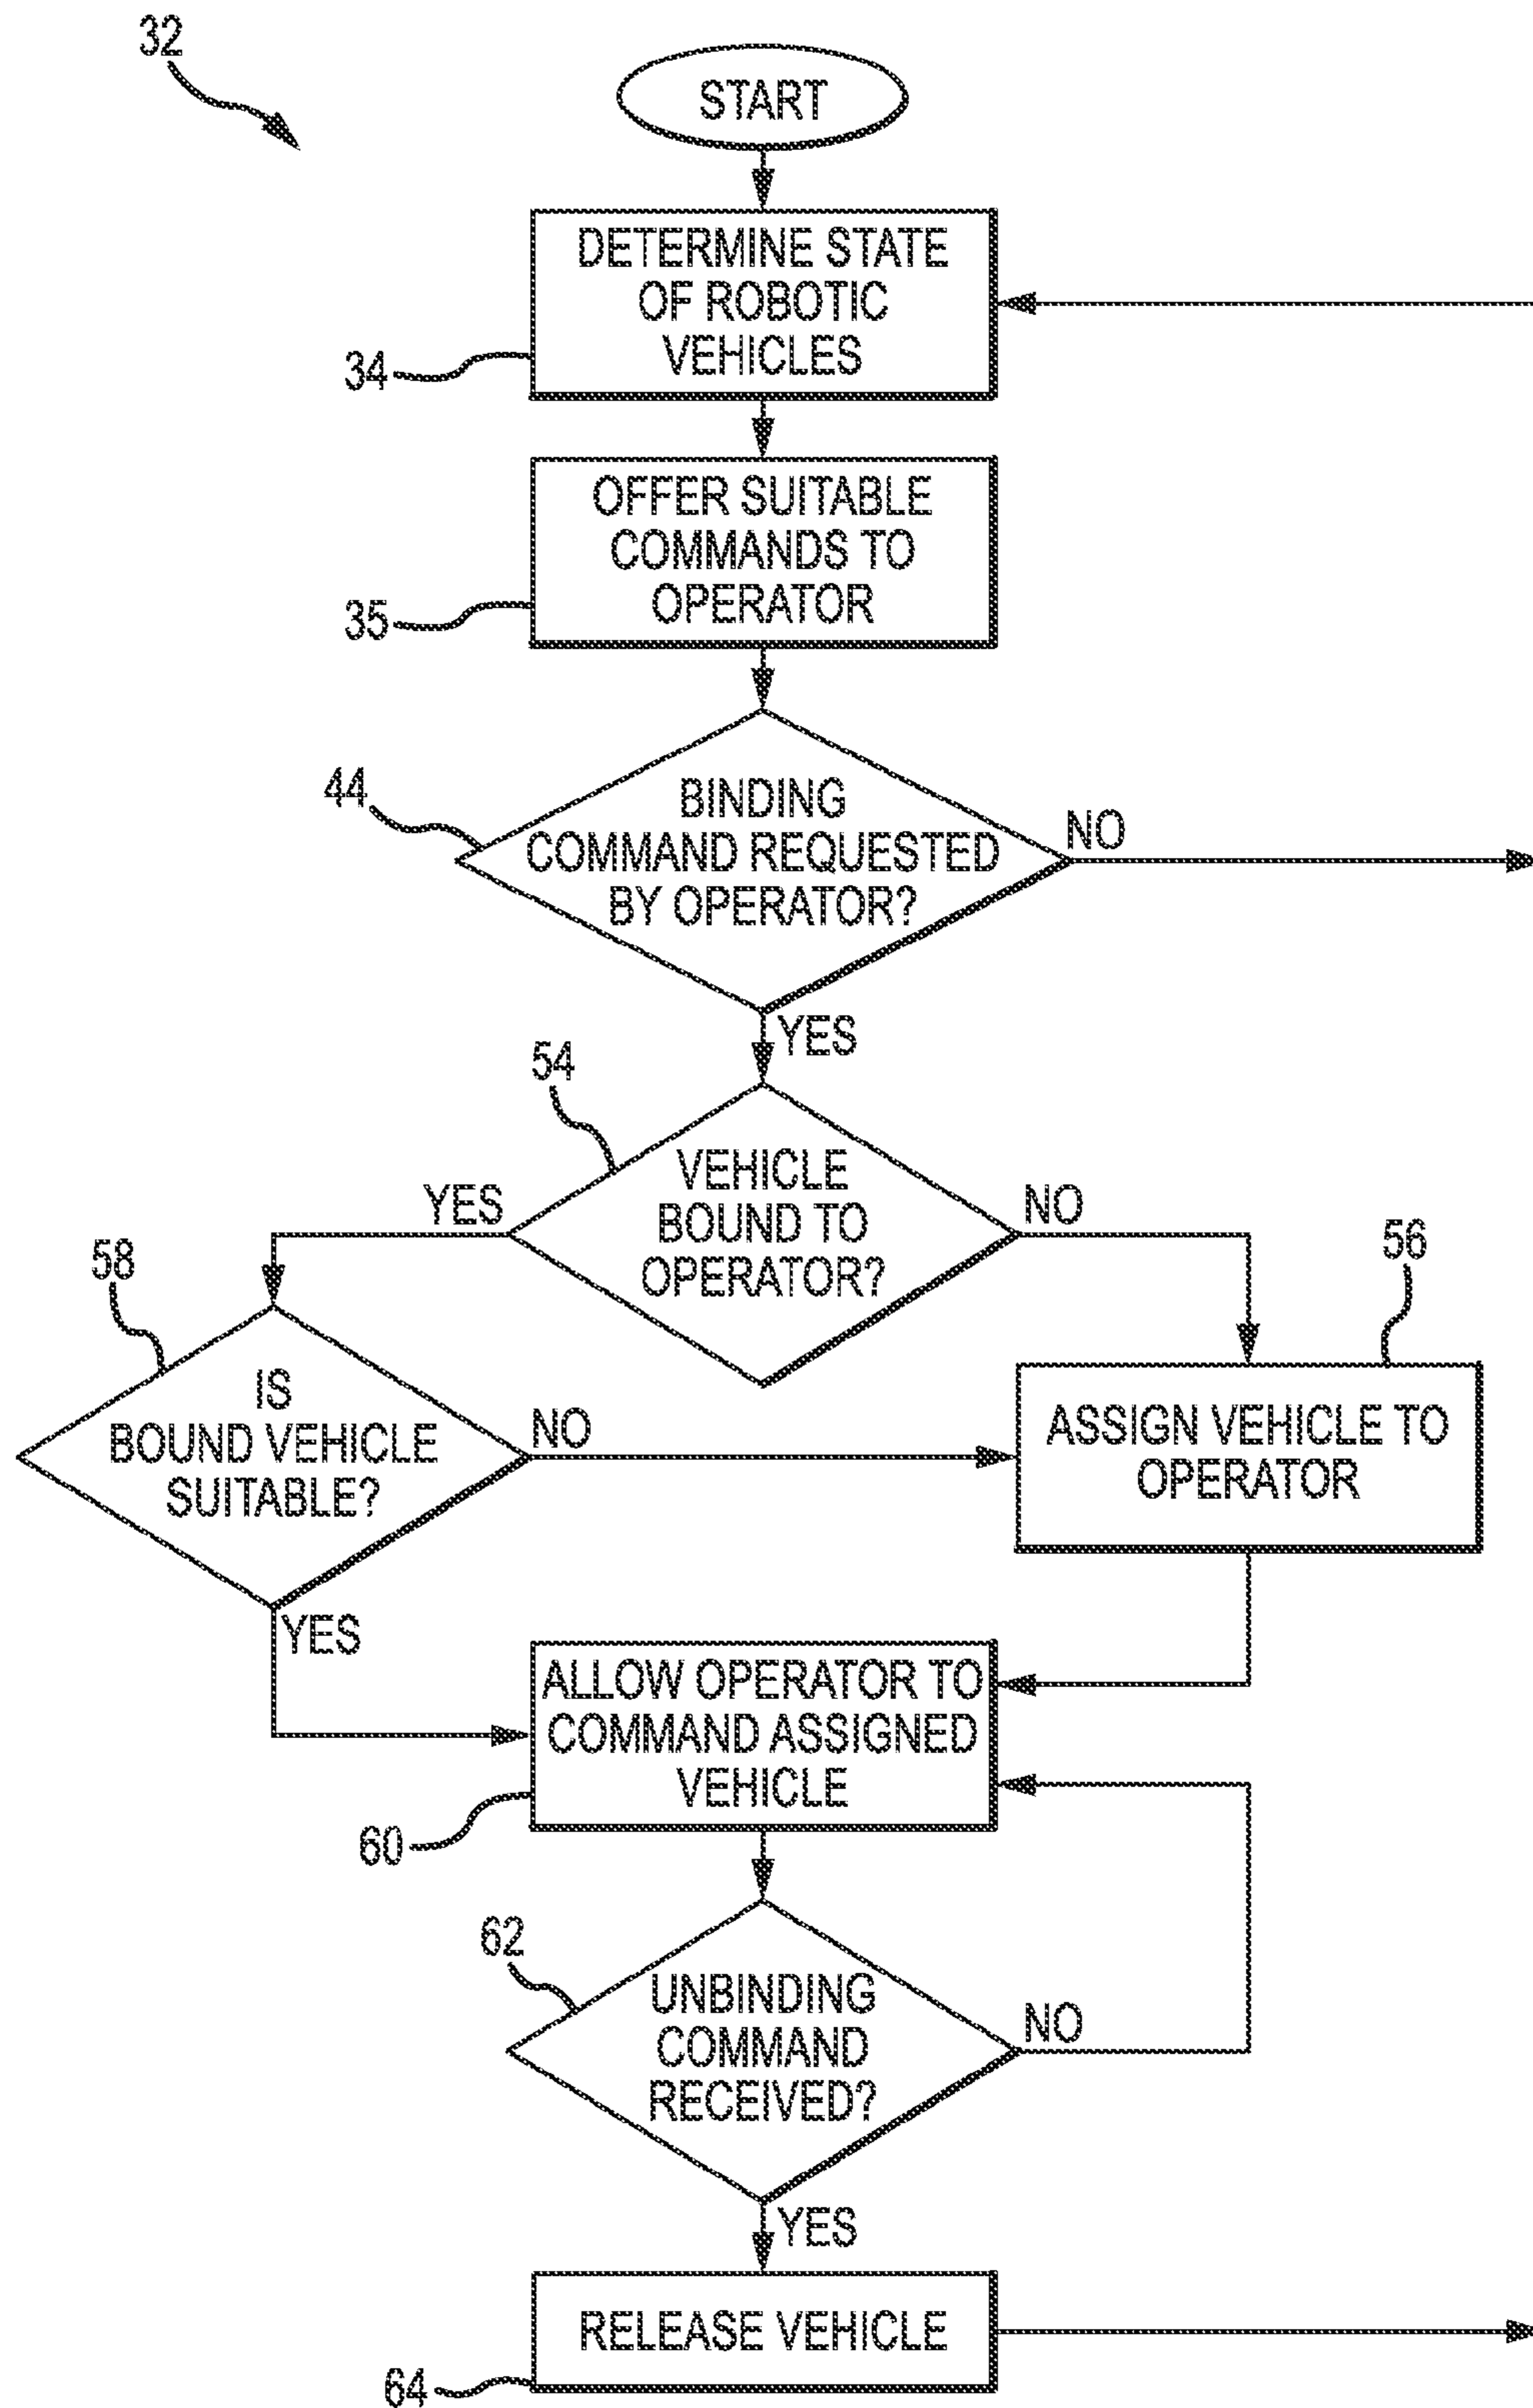 32
START
DETERMINE STATE
OF ROBOTIC
VEHICLES
34
OFFER SUITABLE
COMMANDS TO
OPERATOR
35
44
BINDING
COMMAND REQUESTED
BY OPERATOR?
NO
YES
54
VEHICLE
BOUND TO
OPERATOR?
YES
NO
58
56
IS
BOUND VEHICLE
SUITABLE?
NO
ASSIGN VEHICLE TO
OPERATOR
YES
ALLOW OPERATOR TO
COMMAND ASSIGNED
VEHICLE
60
62
UNBINDING
COMMAND
RECEIVED?
NO
YES
RELEASE VEHICLE
64